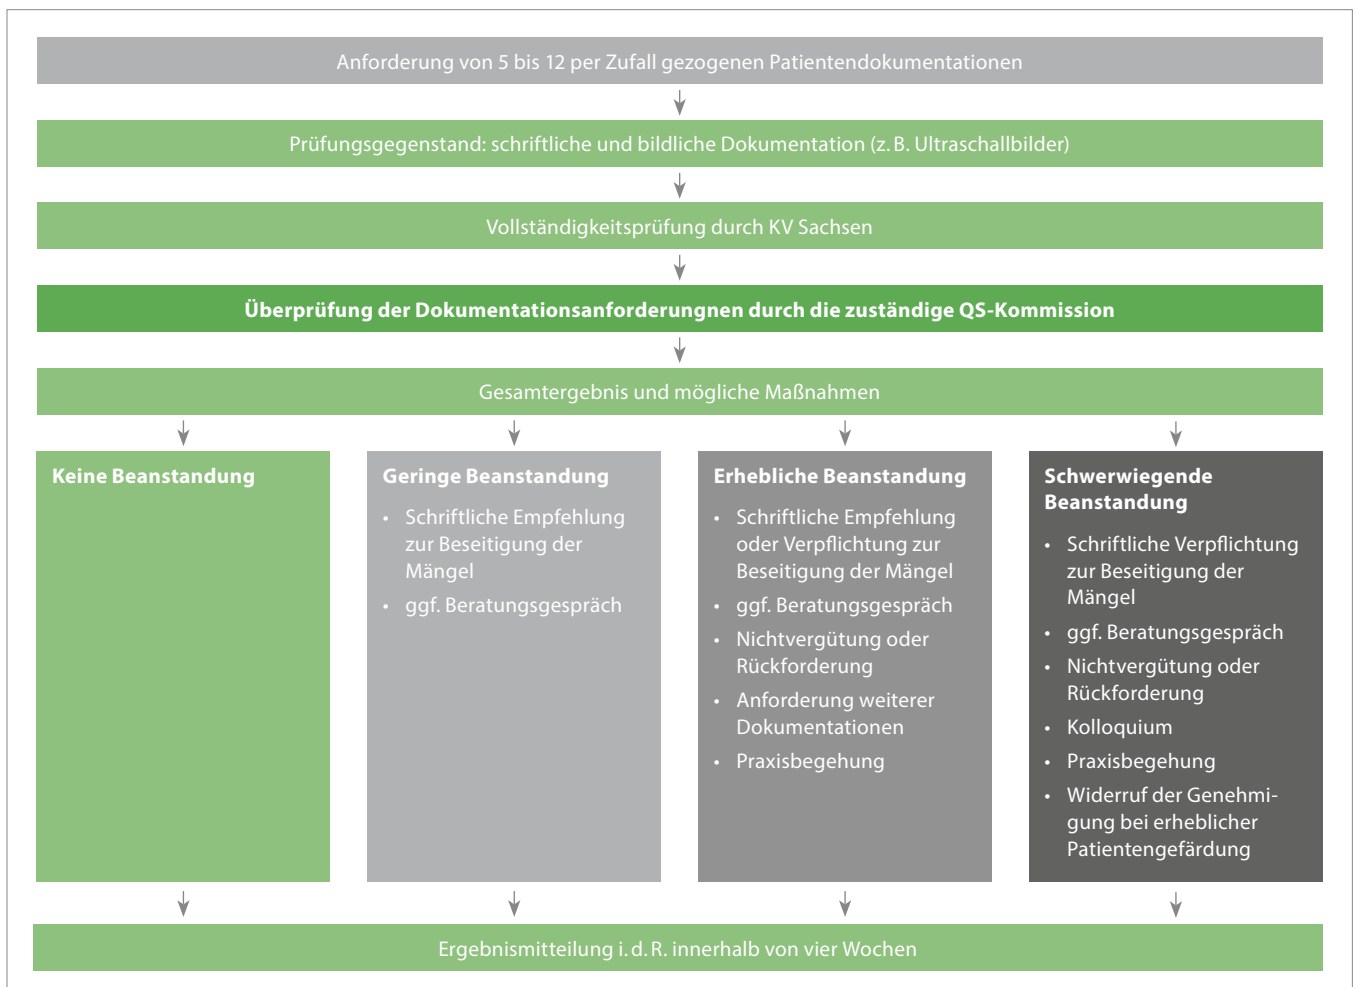 Anforderung von 5 bis 12 per Zufall gezogenen Patientendokumentationen
Prüfungsgegenstand: schriftliche und bildliche Dokumentation (z. B. Ultraschallbilder)
Vollständigkeitsprüfung durch KV Sachsen
Überprüfung der Dokumentationsanforderungnen durch die zuständige QS-Kommission
Gesamtergebnis und mögliche Maßnahmen
Keine Beanstandung
Geringe Beanstandung
• Schriftliche Empfehlung
zur Beseitigung der
Mängel
• ggf. Beratungsgespräch
Erhebliche Beanstandung
• Schriftliche Empfehlung
oder Verpflichtung zur
Beseitigung der Mängel
• ggf. Beratungsgespräch
• Nichtvergütung oder
Rückforderung
• Anforderung weiterer
Dokumentationen
• Praxisbegehung
Schwerwiegende
Beanstandung
• Schriftliche Verpflichtung
zur Beseitigung der
Mängel
• ggf. Beratungsgespräch
• Nichtvergütung oder
Rückforderung
• Kolloquium
• Praxisbegehung
• Widerruf der Genehmi-
gung bei erheblicher
Patientengefärdung
Ergebnismitteilung i. d. R. innerhalb von vier Wochen